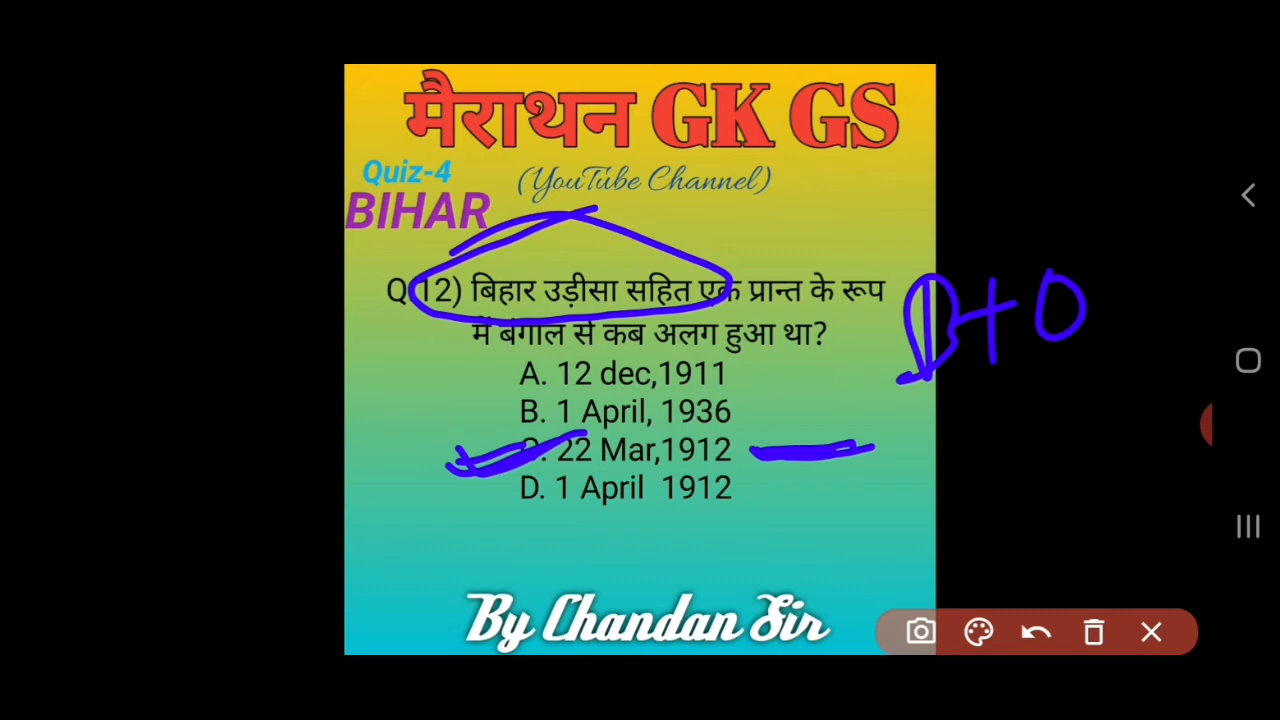 मैराथन GK GS
Quiz-4
(YouTube Channel)
BIHAR
Q 12) बिहार उड़ीसा सहित एक प्रान्त के रूप
में बंगाल से कब अलग हुआ था?
A. 12 dec,1911
B. 1 April, 1936
C. 22 Mar,1912
D. 1 April 1912
B+O
By Chandan Sir